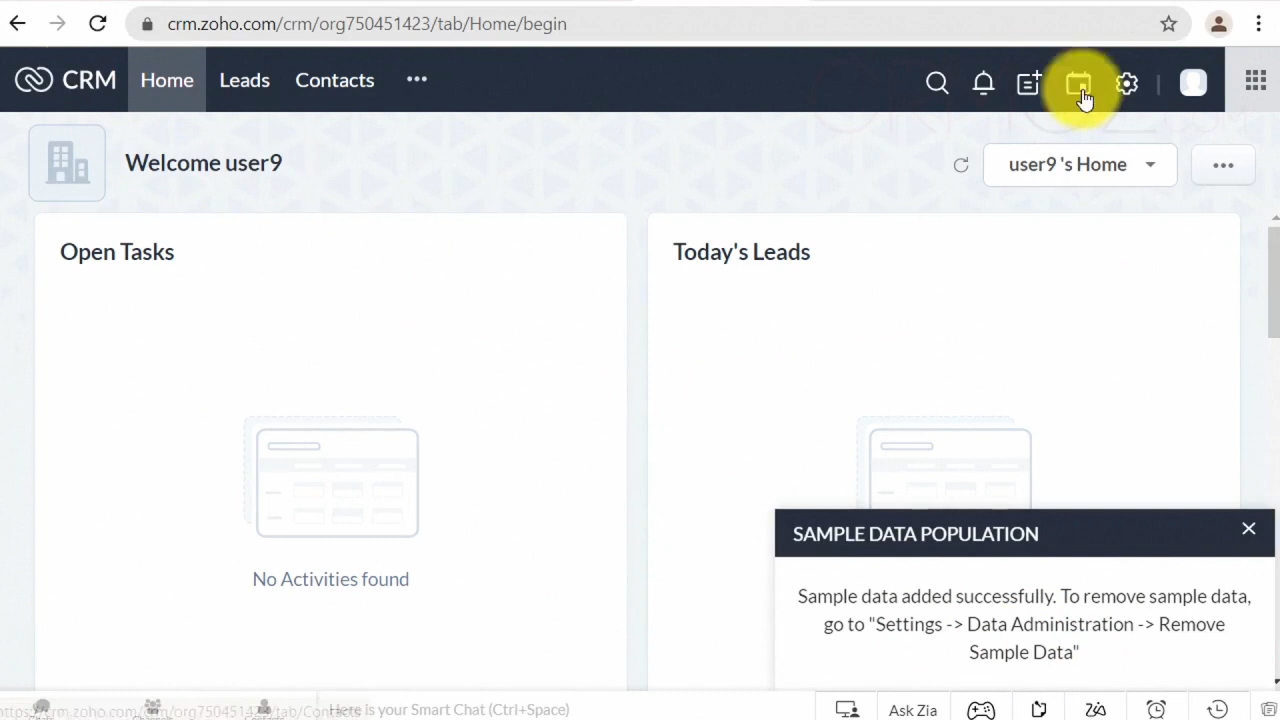 crm.zoho.com/crm/org750451423/tab/Home/begin
CRM
Home
Leads
Contacts
Welcome user9
user9 's Home
Open Tasks
Today's Leads
No Activities found
SAMPLE DATA POPULATION
Sample data added successfully. To remove sample data,
go to "Settings -> Data Administration -> Remove
Sample Data"
Here is your Smart Chat (Ctrl+Space)
Ask Zia